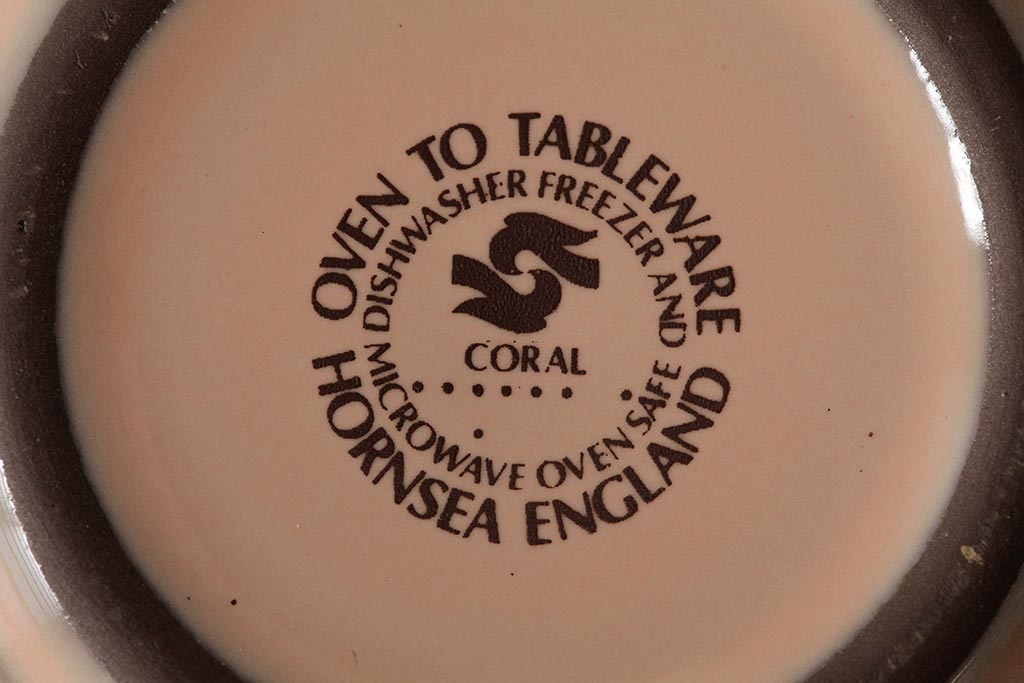 OVEN TO TABLEWARE
DISHWASHER FREEZER AND
CORAL
MICROWAVE OVEN SAFE
HORNSEA ENGLAND